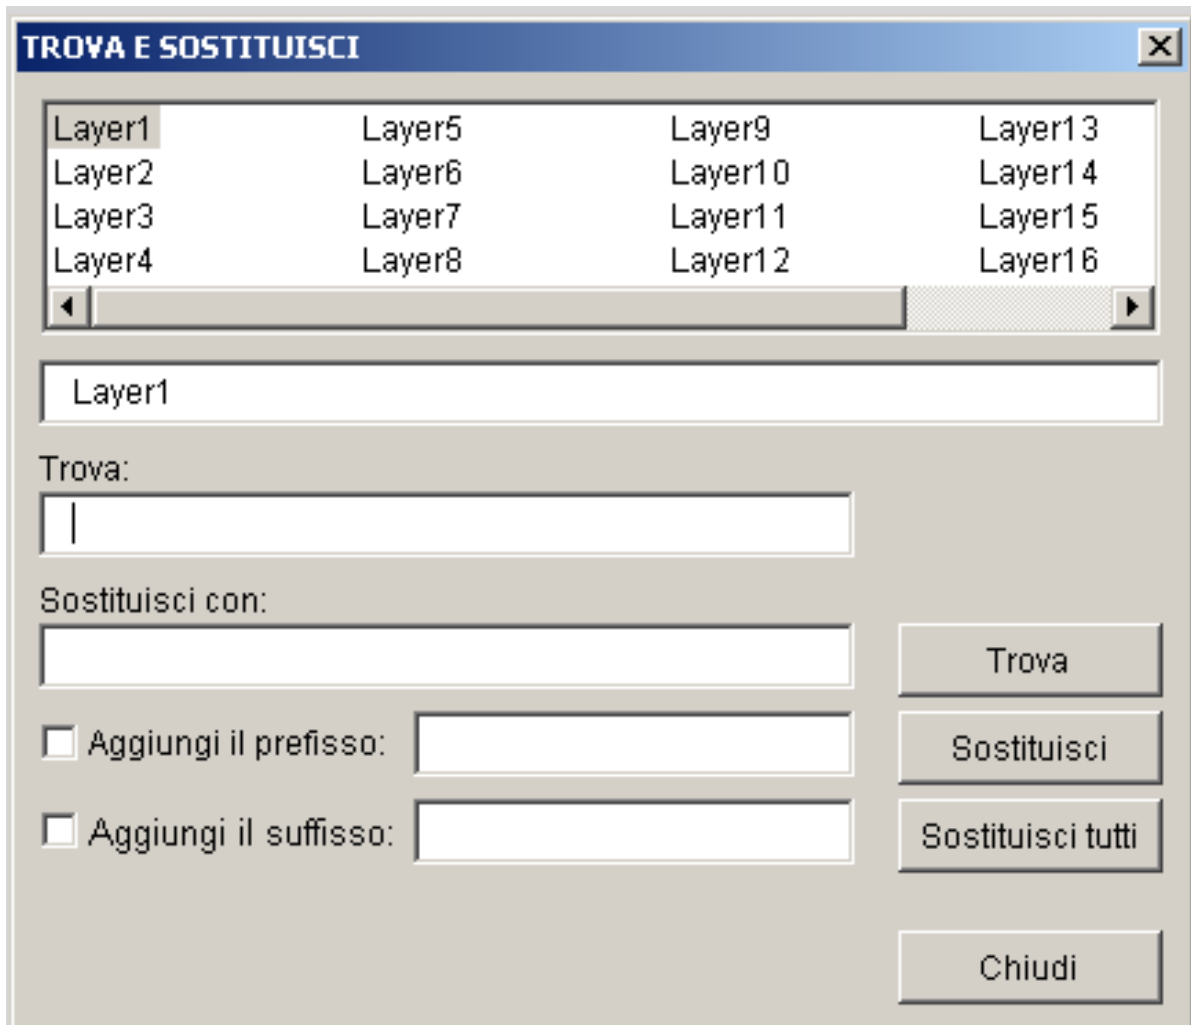 TROVA E SOSTITUISCI
Layer1 Layer5 Layer9 Layer13
Layer2 Layer6 Layer10 Layer14
Layer3 Layer7 Layer11 Layer15
Layer4 Layer8 Layer12 Layer16
Layer1
Trova:
Sostituisci con:
Trova
Aggiungi il prefisso:
Sostituisci
Aggiungi il suffisso:
Sostituisci tutti
Chiudi